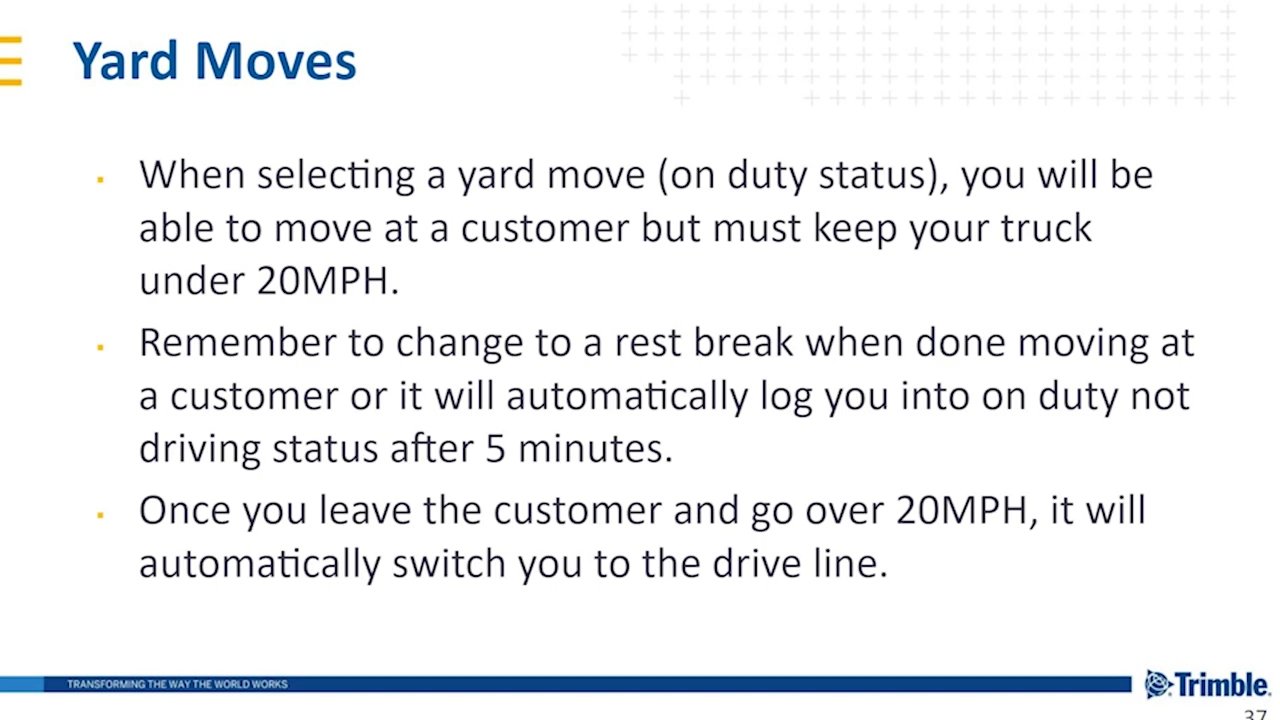 Yard Moves
When selecting a yard move (on duty status), you will be
able to move at a customer but must keep your truck
under 20MPH.
Remember to change to a rest break when done moving at
a customer or it will automatically log you into on duty not
driving status after 5 minutes.
Once you leave the customer and go over 20MPH, it will
automatically switch you to the drive line.
TRANSFORMING THE WAY THE WORLD WORKS
Trimble.
37